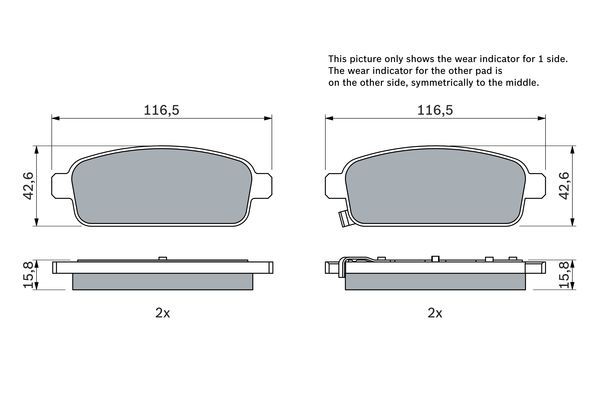 This picture only shows the wear indicator for 1 side.
The wear indicator for the other pad is
on the other side, symmetrically to the middle.
116,5
116,5
42,6
42,6
15,8
15,8
2x
2x